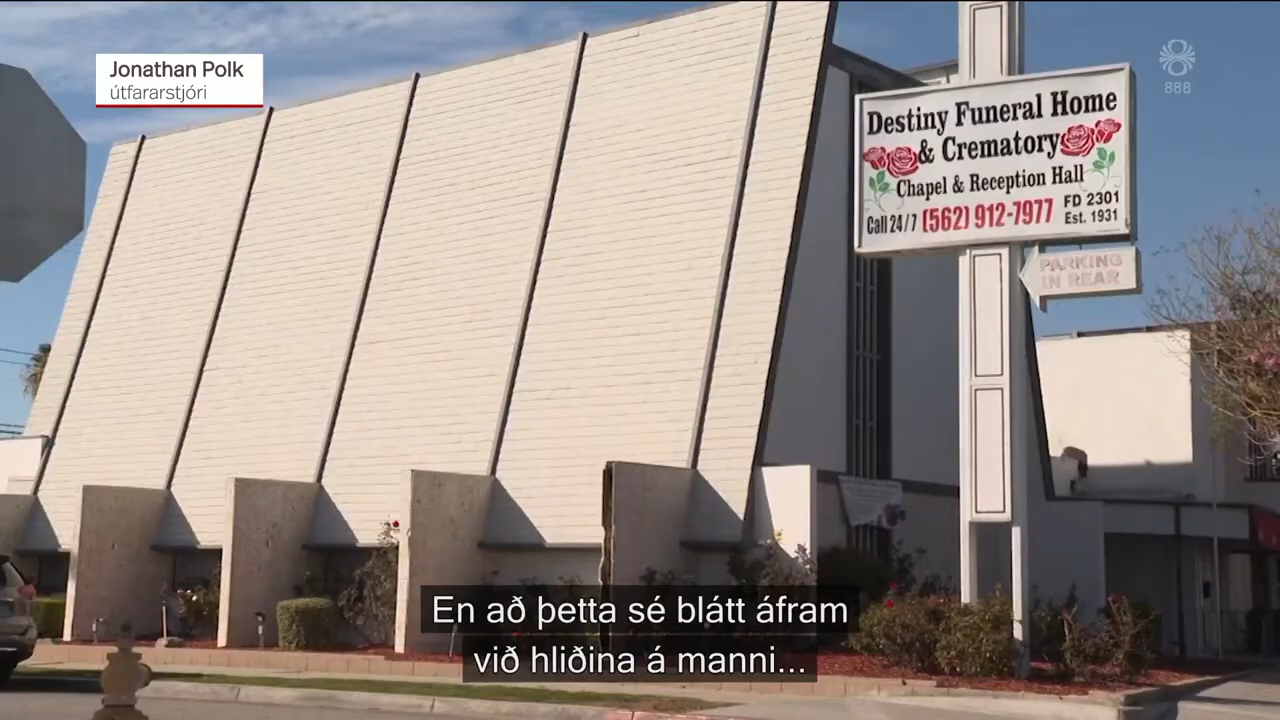 Jonathan Polk
útfararstjóri
888
Destiny Funeral Home
& Crematory
Chapel & Reception Hall
Call 24/7 (562) 912-7977
FD 2301
Est. 1931
PARKING
IN REAR
En að þetta sé blátt áfram
við hliðina á manni...